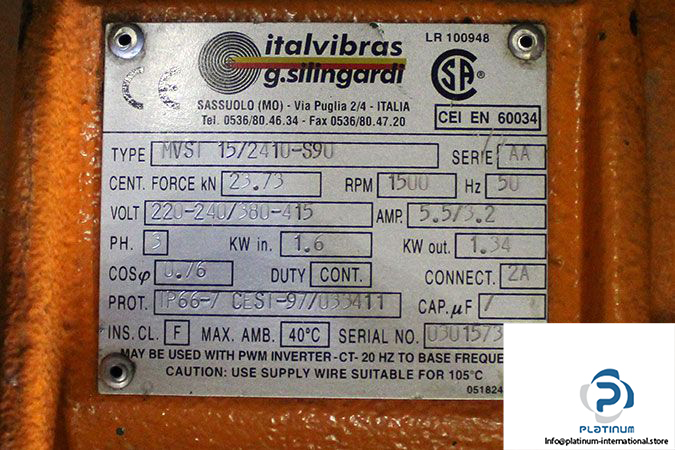 italvibras
g.silingardi
LR 100948
CE
CSA ®
SASSUOLO (MO) - Via Puglia 2/4 - ITALIA
Tel. 0536/80.46.34 - Fax 0536/80.47.20
CEI EN 60034
TYPE MVSI 15/2410-S90 SERIE AA
CENT. FORCE kN 23.73 RPM 1500 Hz 50
VOLT 220-240/380-415 AMP. 5.5/3.2
PH. 3 KW in. 1.6 KW out. 1.34
COSφ 0.76 DUTY CONT. CONNECT. 2A
PROT. IP66-7 CESI-97/033411 CAP. µF /
INS. CL. F MAX. AMB. 40°C SERIAL NO. 0301573
MAY BE USED WITH PWM INVERTER -CT- 20 HZ TO BASE FREQUE
CAUTION: USE SUPPLY WIRE SUITABLE FOR 105°C
051824
PLATINUM
Info@platinum-international.store